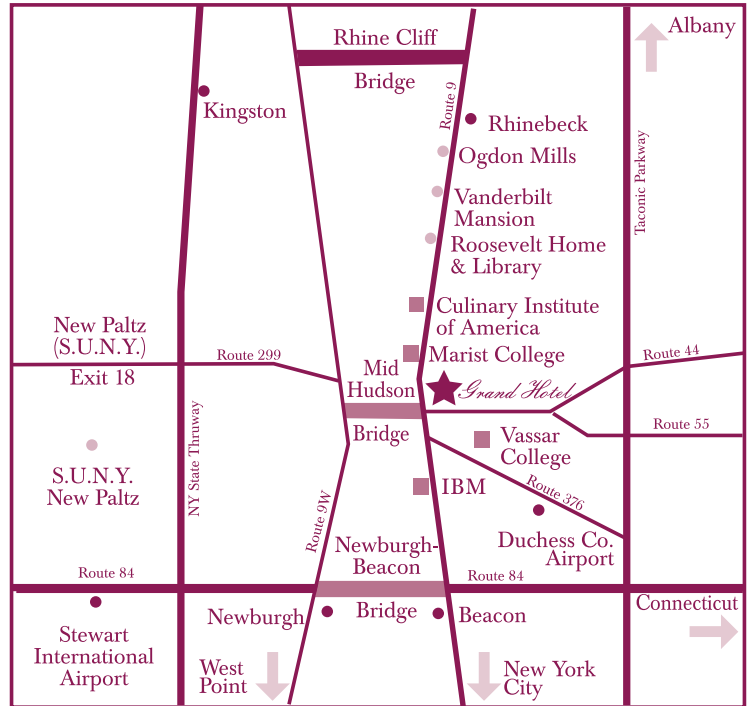 Albany
Rhine Cliff
Bridge
Route 9
Kingston
Rhinebeck
Ogdon Mills
Taconic Parkway
Vanderbilt
Mansion
Roosevelt Home
& Library
Culinary Institute
of America
New Paltz
(S.U.N.Y.)
Route 299
Marist College
Route 44
Exit 18
Mid
Hudson
Bridge
Grand Hotel
Route 55
Vassar
College
S.U.N.Y.
New Paltz
NY State Thruway
IBM
Route 376
Route 9W
Duchess Co.
Airport
Newburgh-
Beacon
Bridge
Route 84
Route 84
Connecticut
Newburgh
Beacon
Stewart
International
Airport
West
Point
New York
City